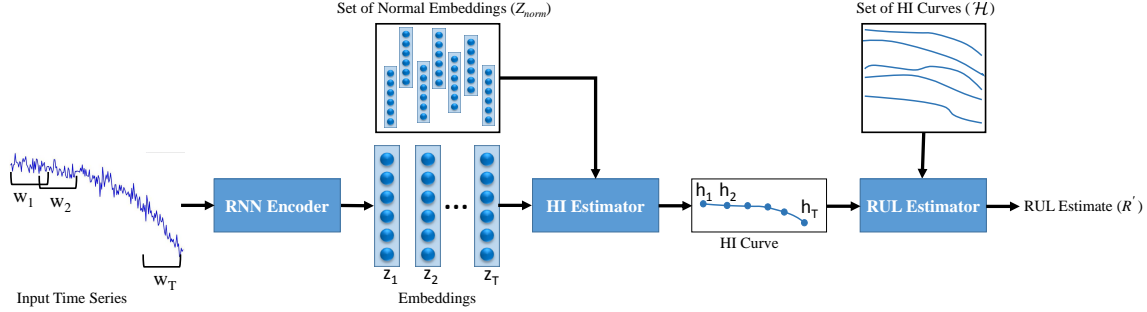 Set of Normal Embeddings (Z_norm)
Set of HI Curves (ℋ)
w1
w2
wT
Input Time Series
RNN Encoder
z1
z2
...
zT
Embeddings
HI Estimator
h1
h2
hT
HI Curve
RUL Estimator
RUL Estimate (R')